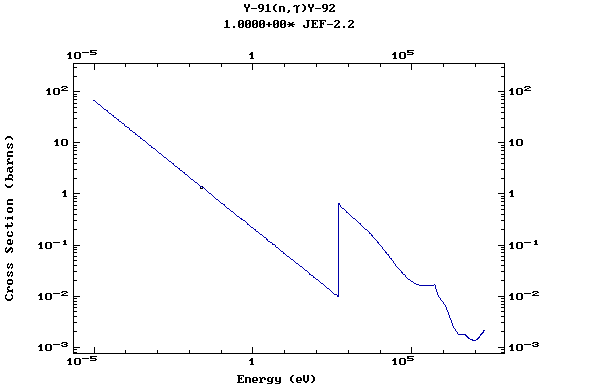 Y-91(n,γ)Y-92
1.0000+00* JEF-2.2
10⁻⁵ 1 10⁵
10² 10²
10 10
1 1
10⁻¹ 10⁻¹
10⁻² 10⁻²
10⁻³ 10⁻³
10⁻⁵ 1 10⁵
Cross Section (barns)
Energy (eV)